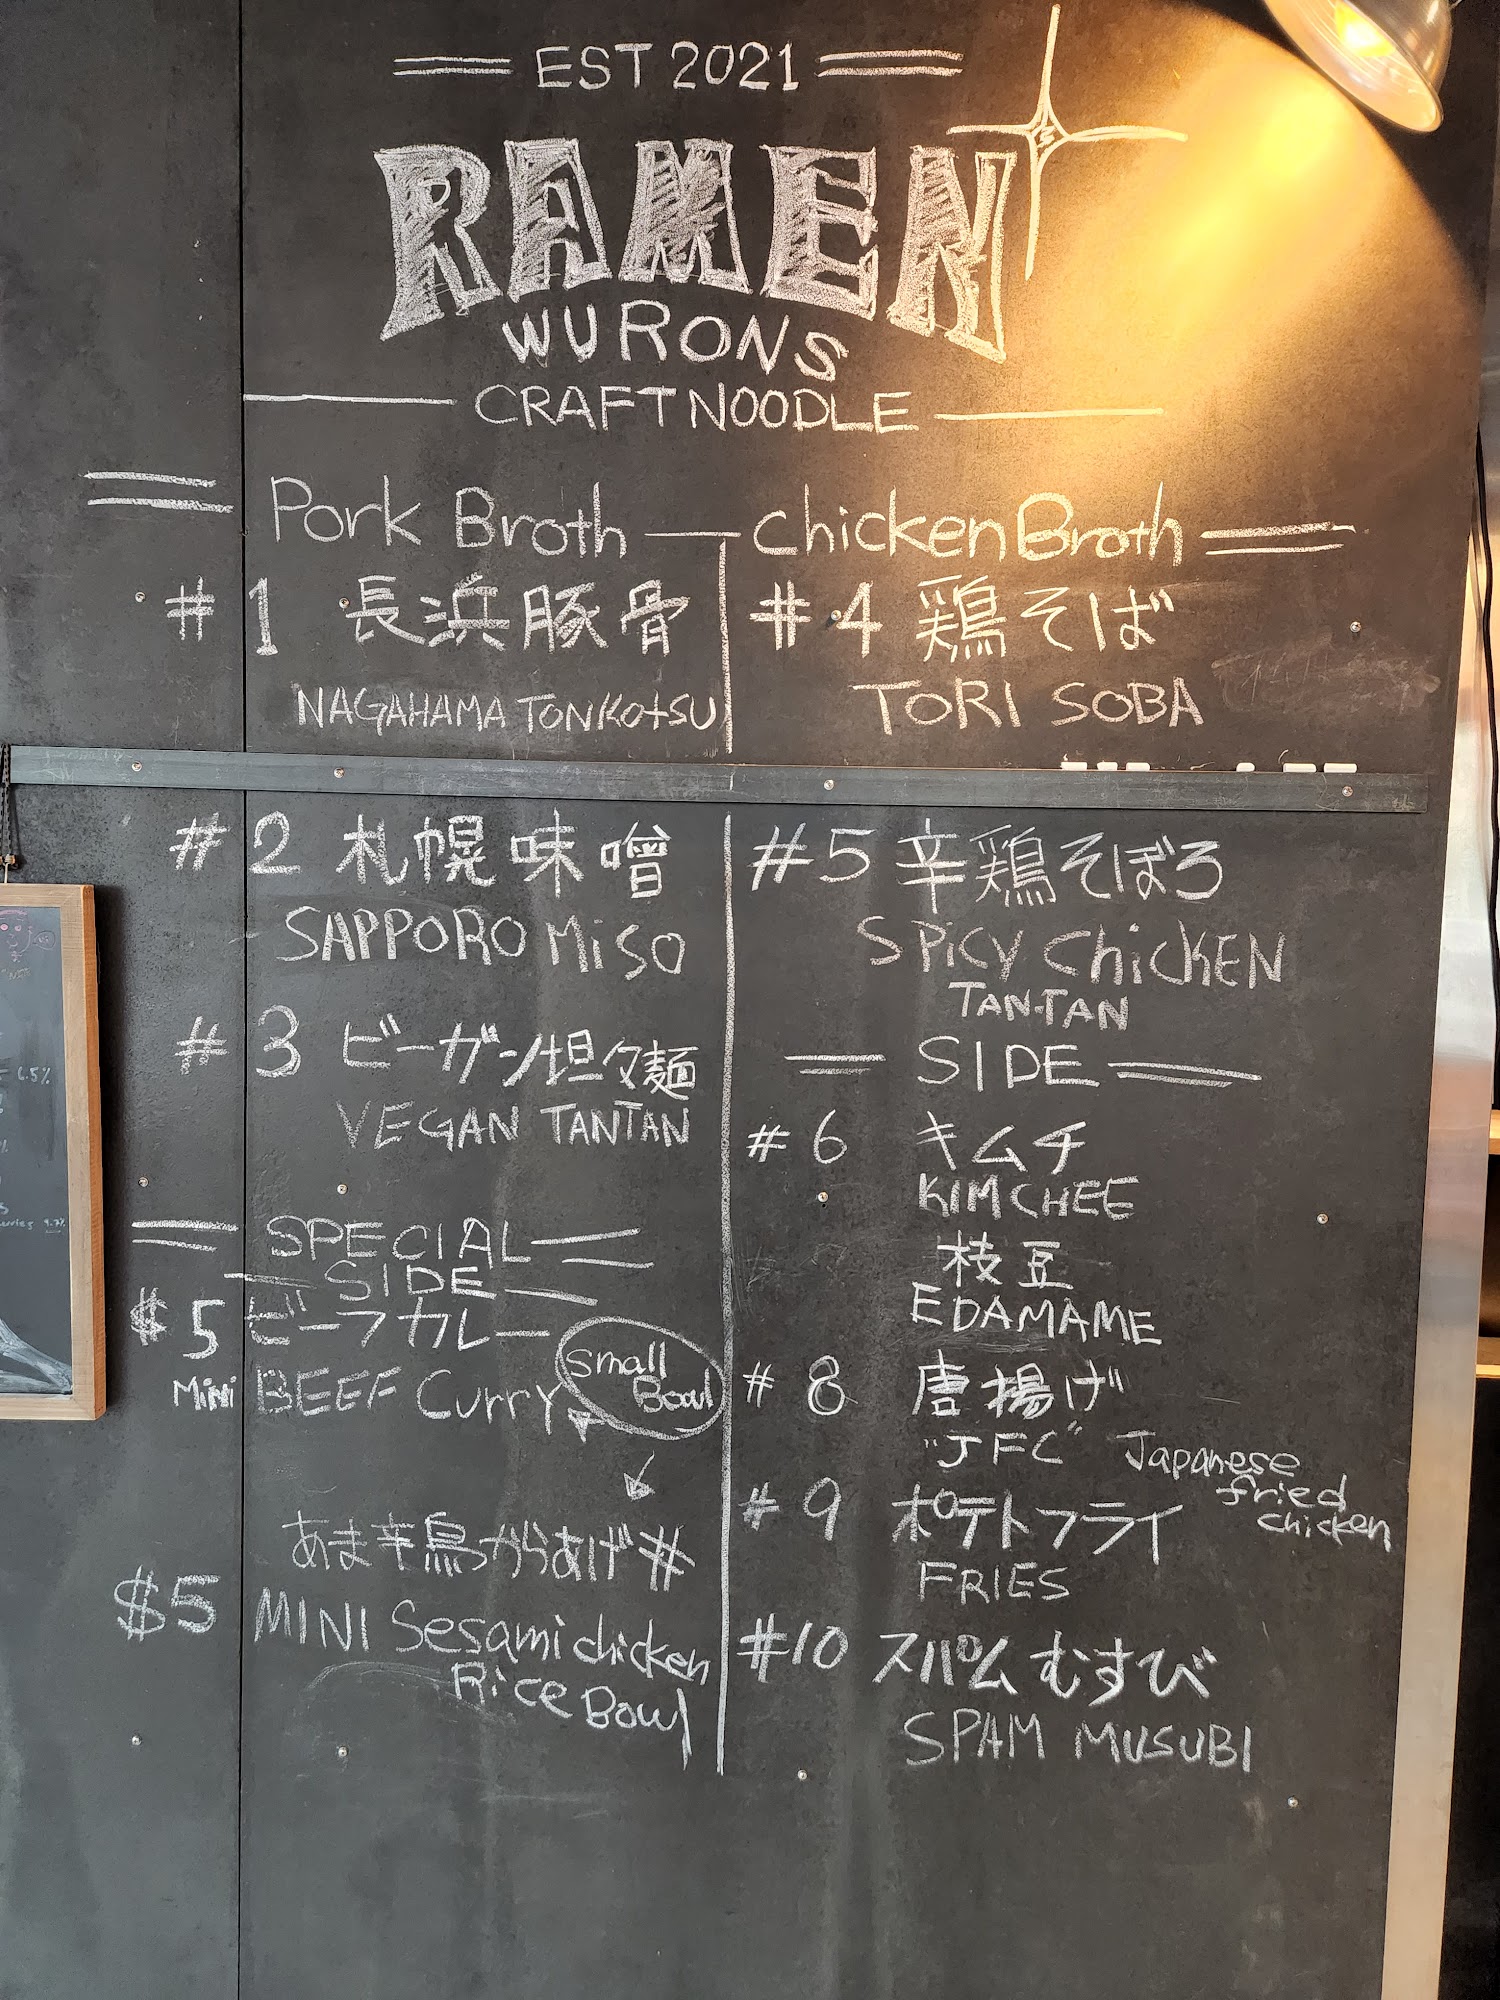 EST 2021
RAMEN
WURONS
CRAFT NOODLE
Pork Broth
#1 長浜豚骨
NAGAHAMA TONKOTSU
#2 札幌味噌
SAPPORO MiSO
#3 ビーガン坦々麺
VEGAN TANTAN
SPECIAL
SIDE
$5 ビーフカレー
Mini BEEF Curry
Small
Bowl
あま辛鳥からあげ丼
$5 MINI Sesami chicken
Rice Bowl
Chicken Broth
#4 鶏そば
TORI SOBA
#5 辛鶏そぼろ
SPICY ChicKEN
TAN-TAN
SIDE
#6 キムチ
KIMCHEE
枝豆
EDAMAME
#8 唐揚げ
"JFC" Japanese
fried
chicken
#9 ポテトフライ
FRIES
#10 スパムむすび
SPAM MUSUBI
6.5%
9.7%